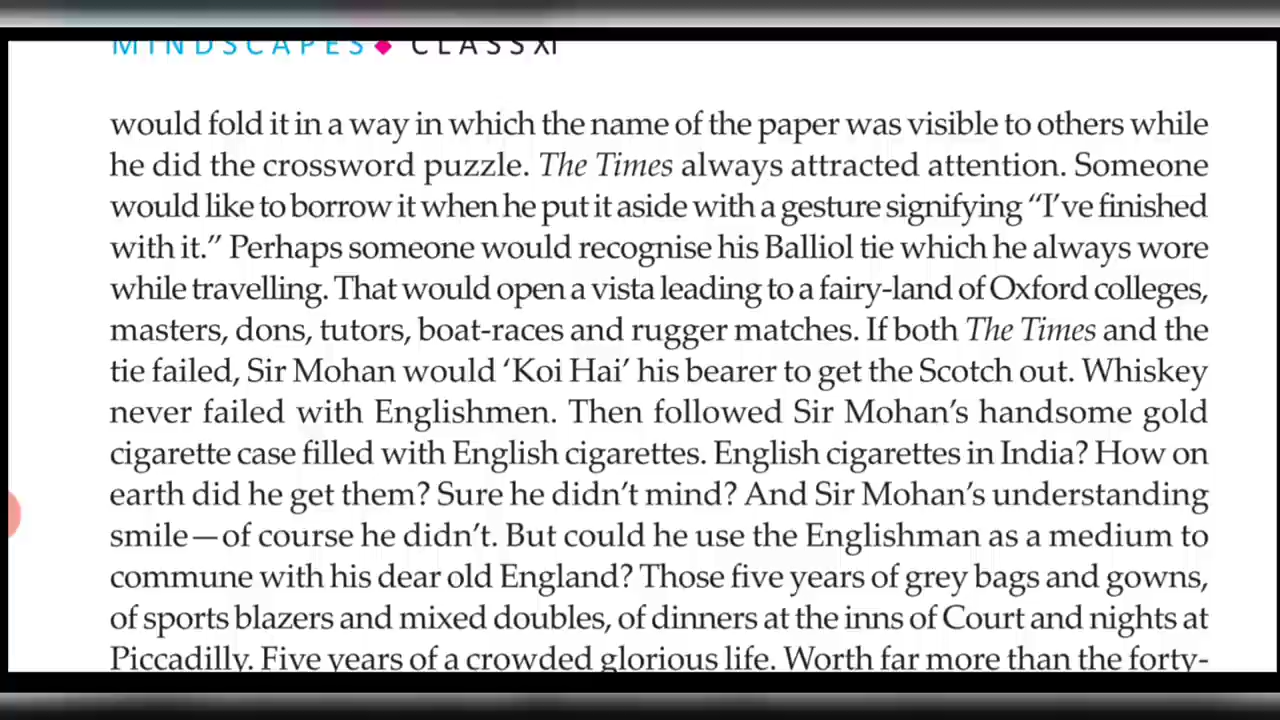 MINDSCAPES◆ CLASS XI
would fold it in a way in which the name of the paper was visible to others while
he did the crossword puzzle. The Times always attracted attention. Someone
would like to borrow it when he put it aside with a gesture signifying “I’ve finished
with it.” Perhaps someone would recognise his Balliol tie which he always wore
while travelling. That would open a vista leading to a fairy-land of Oxford colleges,
masters, dons, tutors, boat-races and rugger matches. If both The Times and the
tie failed, Sir Mohan would ‘Koi Hai’ his bearer to get the Scotch out. Whiskey
never failed with Englishmen. Then followed Sir Mohan’s handsome gold
cigarette case filled with English cigarettes. English cigarettes in India? How on
earth did he get them? Sure he didn’t mind? And Sir Mohan’s understanding
smile—of course he didn’t. But could he use the Englishman as a medium to
commune with his dear old England? Those five years of grey bags and gowns,
of sports blazers and mixed doubles, of dinners at the inns of Court and nights at
Piccadilly. Five years of a crowded glorious life. Worth far more than the forty-